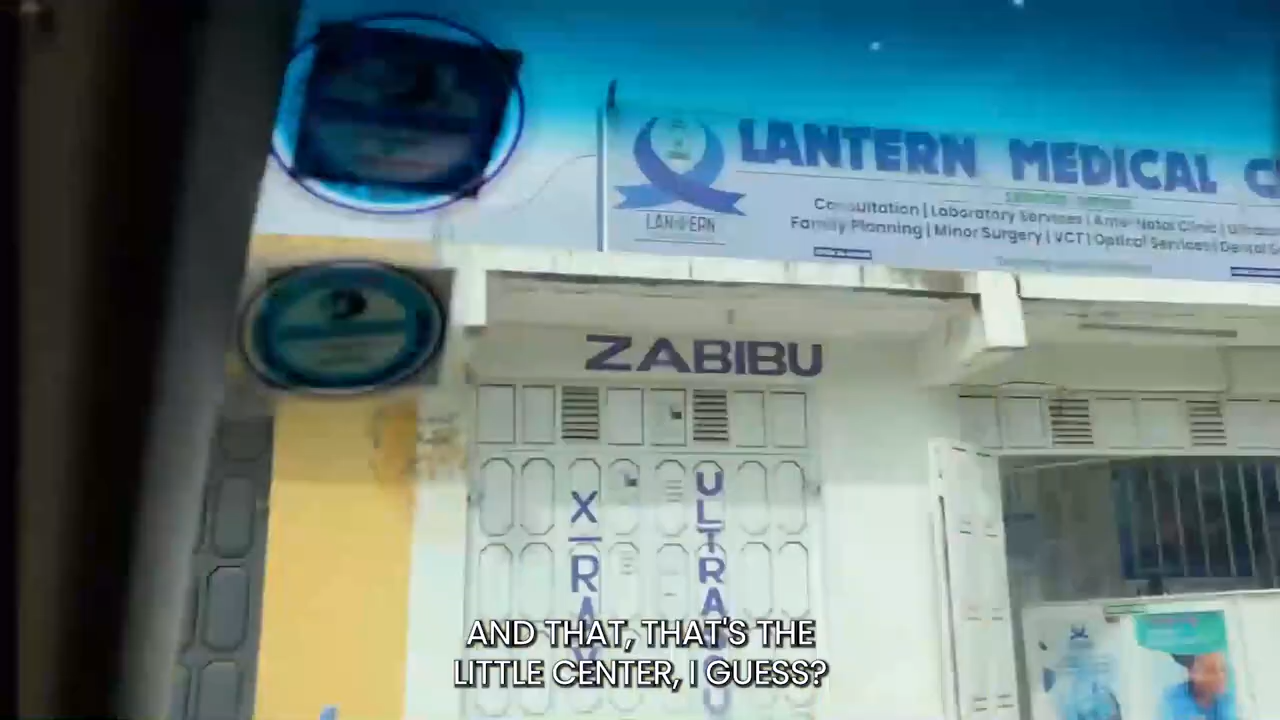 LANTERN MEDICAL C
LANTERN
Consultation | Laboratory Services | Ante-Natal Clinic |
Family Planning | Minor Surgery | VCT | Optical Services | Dental S
ZABIBU
X-RAY
ULTRASOU
AND THAT, THAT'S THE
LITTLE CENTER, I GUESS?